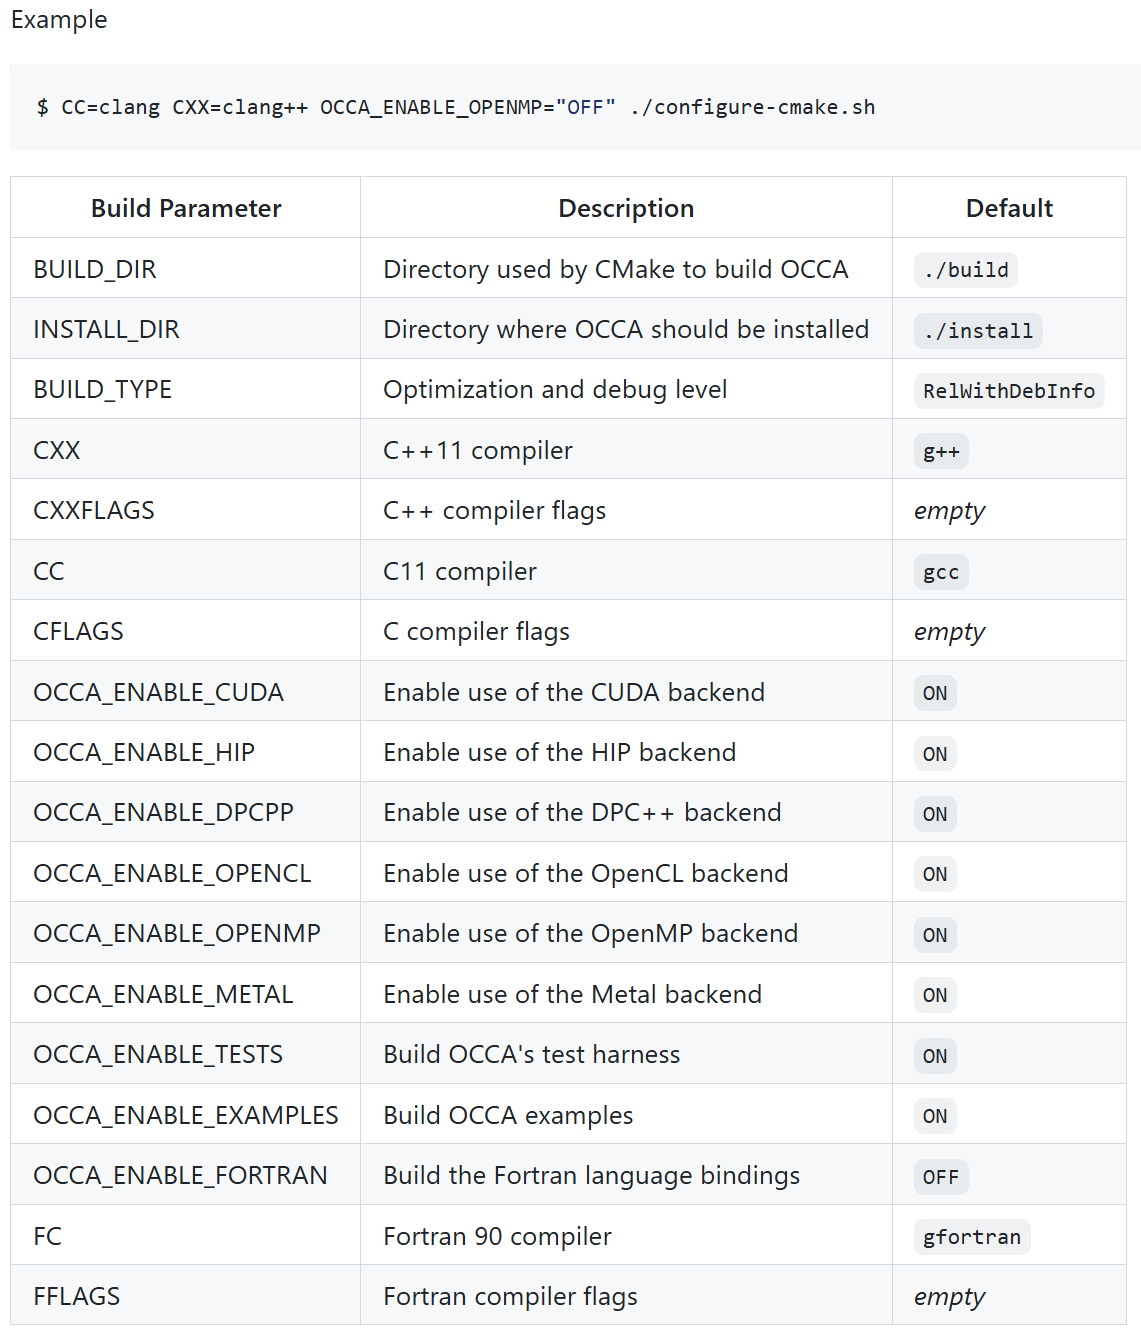 Example
$ CC=clang CXX=clang++ OCCA_ENABLE_OPENMP="OFF" ./configure-cmake.sh
Build Parameter Description Default
BUILD_DIR Directory used by CMake to build OCCA ./build
INSTALL_DIR Directory where OCCA should be installed ./install
BUILD_TYPE Optimization and debug level RelWithDebInfo
CXX C++11 compiler g++
CXXFLAGS C++ compiler flags empty
CC C11 compiler gcc
CFLAGS C compiler flags empty
OCCA_ENABLE_CUDA Enable use of the CUDA backend ON
OCCA_ENABLE_HIP Enable use of the HIP backend ON
OCCA_ENABLE_DPCPP Enable use of the DPC++ backend ON
OCCA_ENABLE_OPENCL Enable use of the OpenCL backend ON
OCCA_ENABLE_OPENMP Enable use of the OpenMP backend ON
OCCA_ENABLE_METAL Enable use of the Metal backend ON
OCCA_ENABLE_TESTS Build OCCA's test harness ON
OCCA_ENABLE_EXAMPLES Build OCCA examples ON
OCCA_ENABLE_FORTRAN Build the Fortran language bindings OFF
FC Fortran 90 compiler gfortran
FFLAGS Fortran compiler flags empty